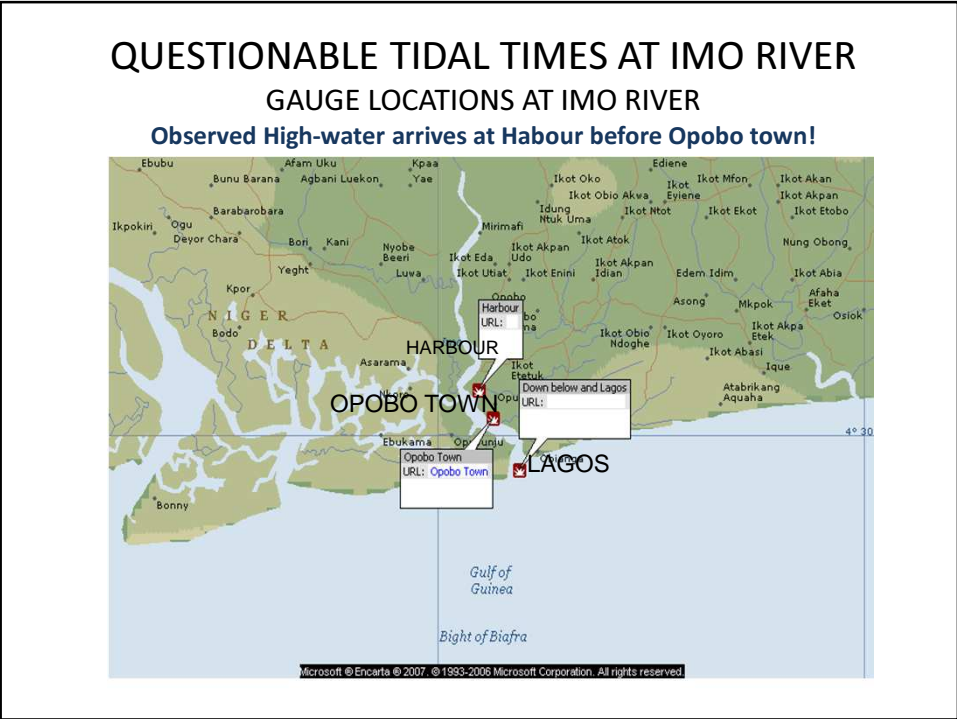 QUESTIONABLE TIDAL TIMES AT IMO RIVER
GAUGE LOCATIONS AT IMO RIVER
Observed High-water arrives at Habour before Opobo town!
Ebubu
Afam Uku
Kpaa
Ediene
Bunu Barana
Agbani Luekon
Yae
Ikot Oko
Ikot Mfon
Ikot Akan
Ikot Obio Akwa
Ikot
Eyiene
Ikot Akpan
Barabarobara
Idung
Ntuk Uma
Ikot Ntot
Ikot Ekot
Ikot Etobo
Ikpokiri
Ogu
Mirimafi
Deyor Chara
Bori
Kani
Nyobe
Beeri
Ikot Eda
Ikot Akpan
Udo
Ikot Atok
Nung Obong
Yeght
Luwa
Ikot Utiat
Ikot Enini
Ikot Akpan
Idian
Edem Idim
Ikot Abia
Kpor
Opobo
Asong
Mkpok
Afaha
Eket
Osiok
NIGER
DELTA
Harbour
URL:
Bodo
Ikot Obio
Ndoghe
Ikot Oyoro
Ikot Akpa
Etek
HARBOUR
Ikot Abasi
Asarama
Ikot
Etetuk
Ique
Down below and Lagos
URL:
Atabrikang
Aquaha
OPOBO TOWN
4° 30
Ebukama
Opobo Town
URL: Opobo Town
LAGOS
Bonny
Gulf of
Guinea
Bight of Biafra
Microsoft ® Encarta ® 2007. © 1993-2006 Microsoft Corporation. All rights reserved.